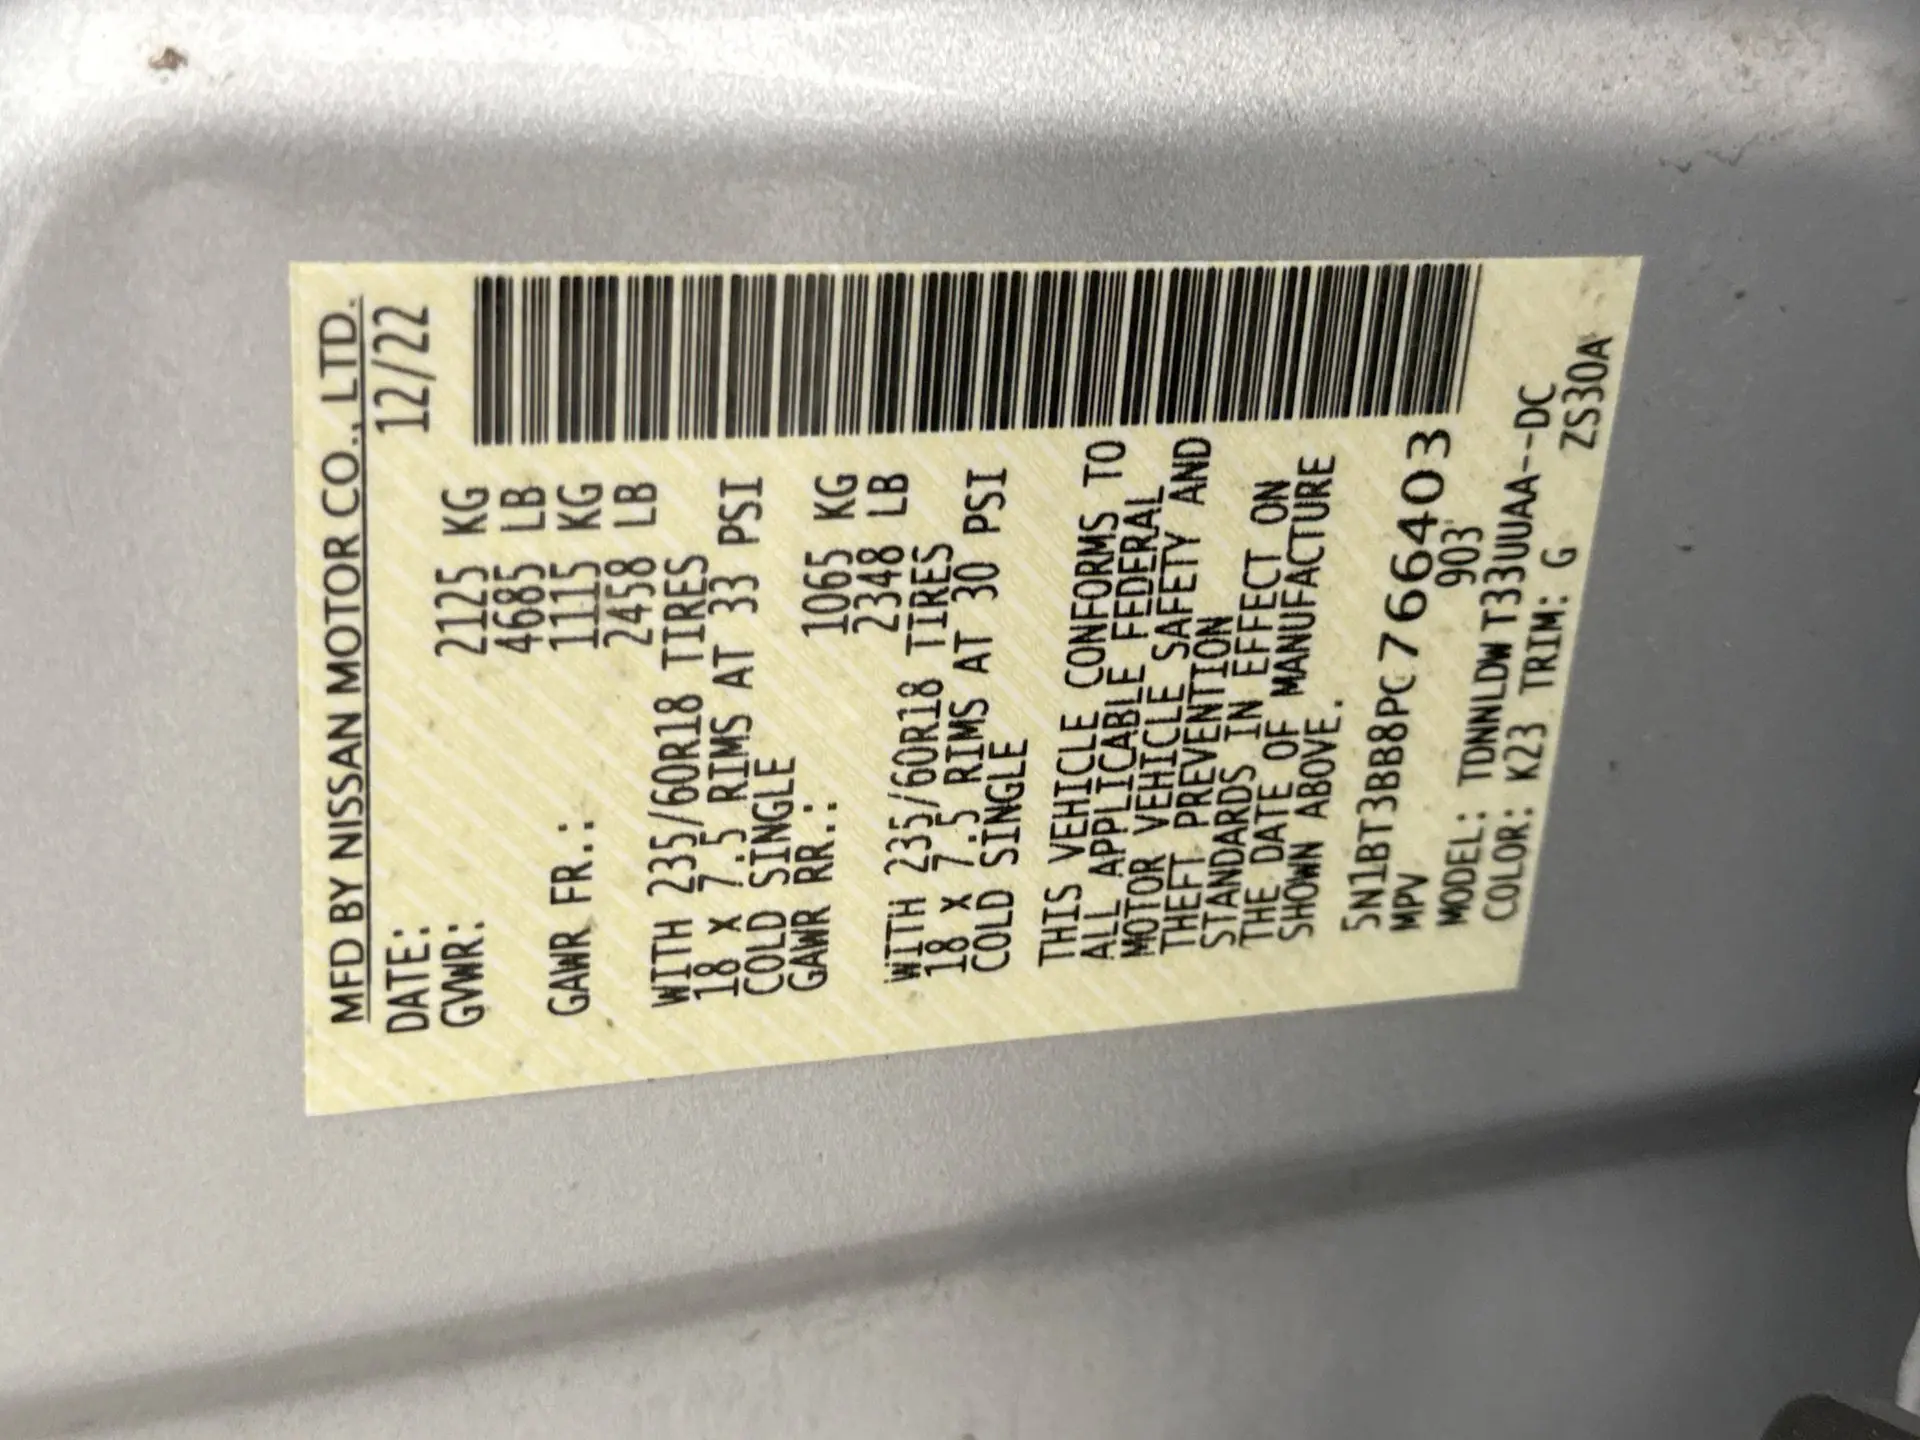 MFD BY NISSAN MOTOR CO., LTD.
DATE: 12/22
GVWR: 2125 KG
4685 LB
GAWR FR.: 1115 KG
2458 LB
WITH 235/60R18 TIRES
18 X 7.5 RIMS AT 33 PSI
COLD SINGLE
GAWR RR.: 1065 KG
2348 LB
WITH 235/60R18 TIRES
18 X 7.5 RIMS AT 30 PSI
COLD SINGLE
THIS VEHICLE CONFORMS TO
ALL APPLICABLE FEDERAL
MOTOR VEHICLE SAFETY AND
THEFT PREVENTION
STANDARDS IN EFFECT ON
THE DATE OF MANUFACTURE
SHOWN ABOVE.
5N1BT3BB8PC766403
MPV 903
MODEL: TDNNLDW T33UUAA--DC
COLOR: K23 TRIM: G ZS30A